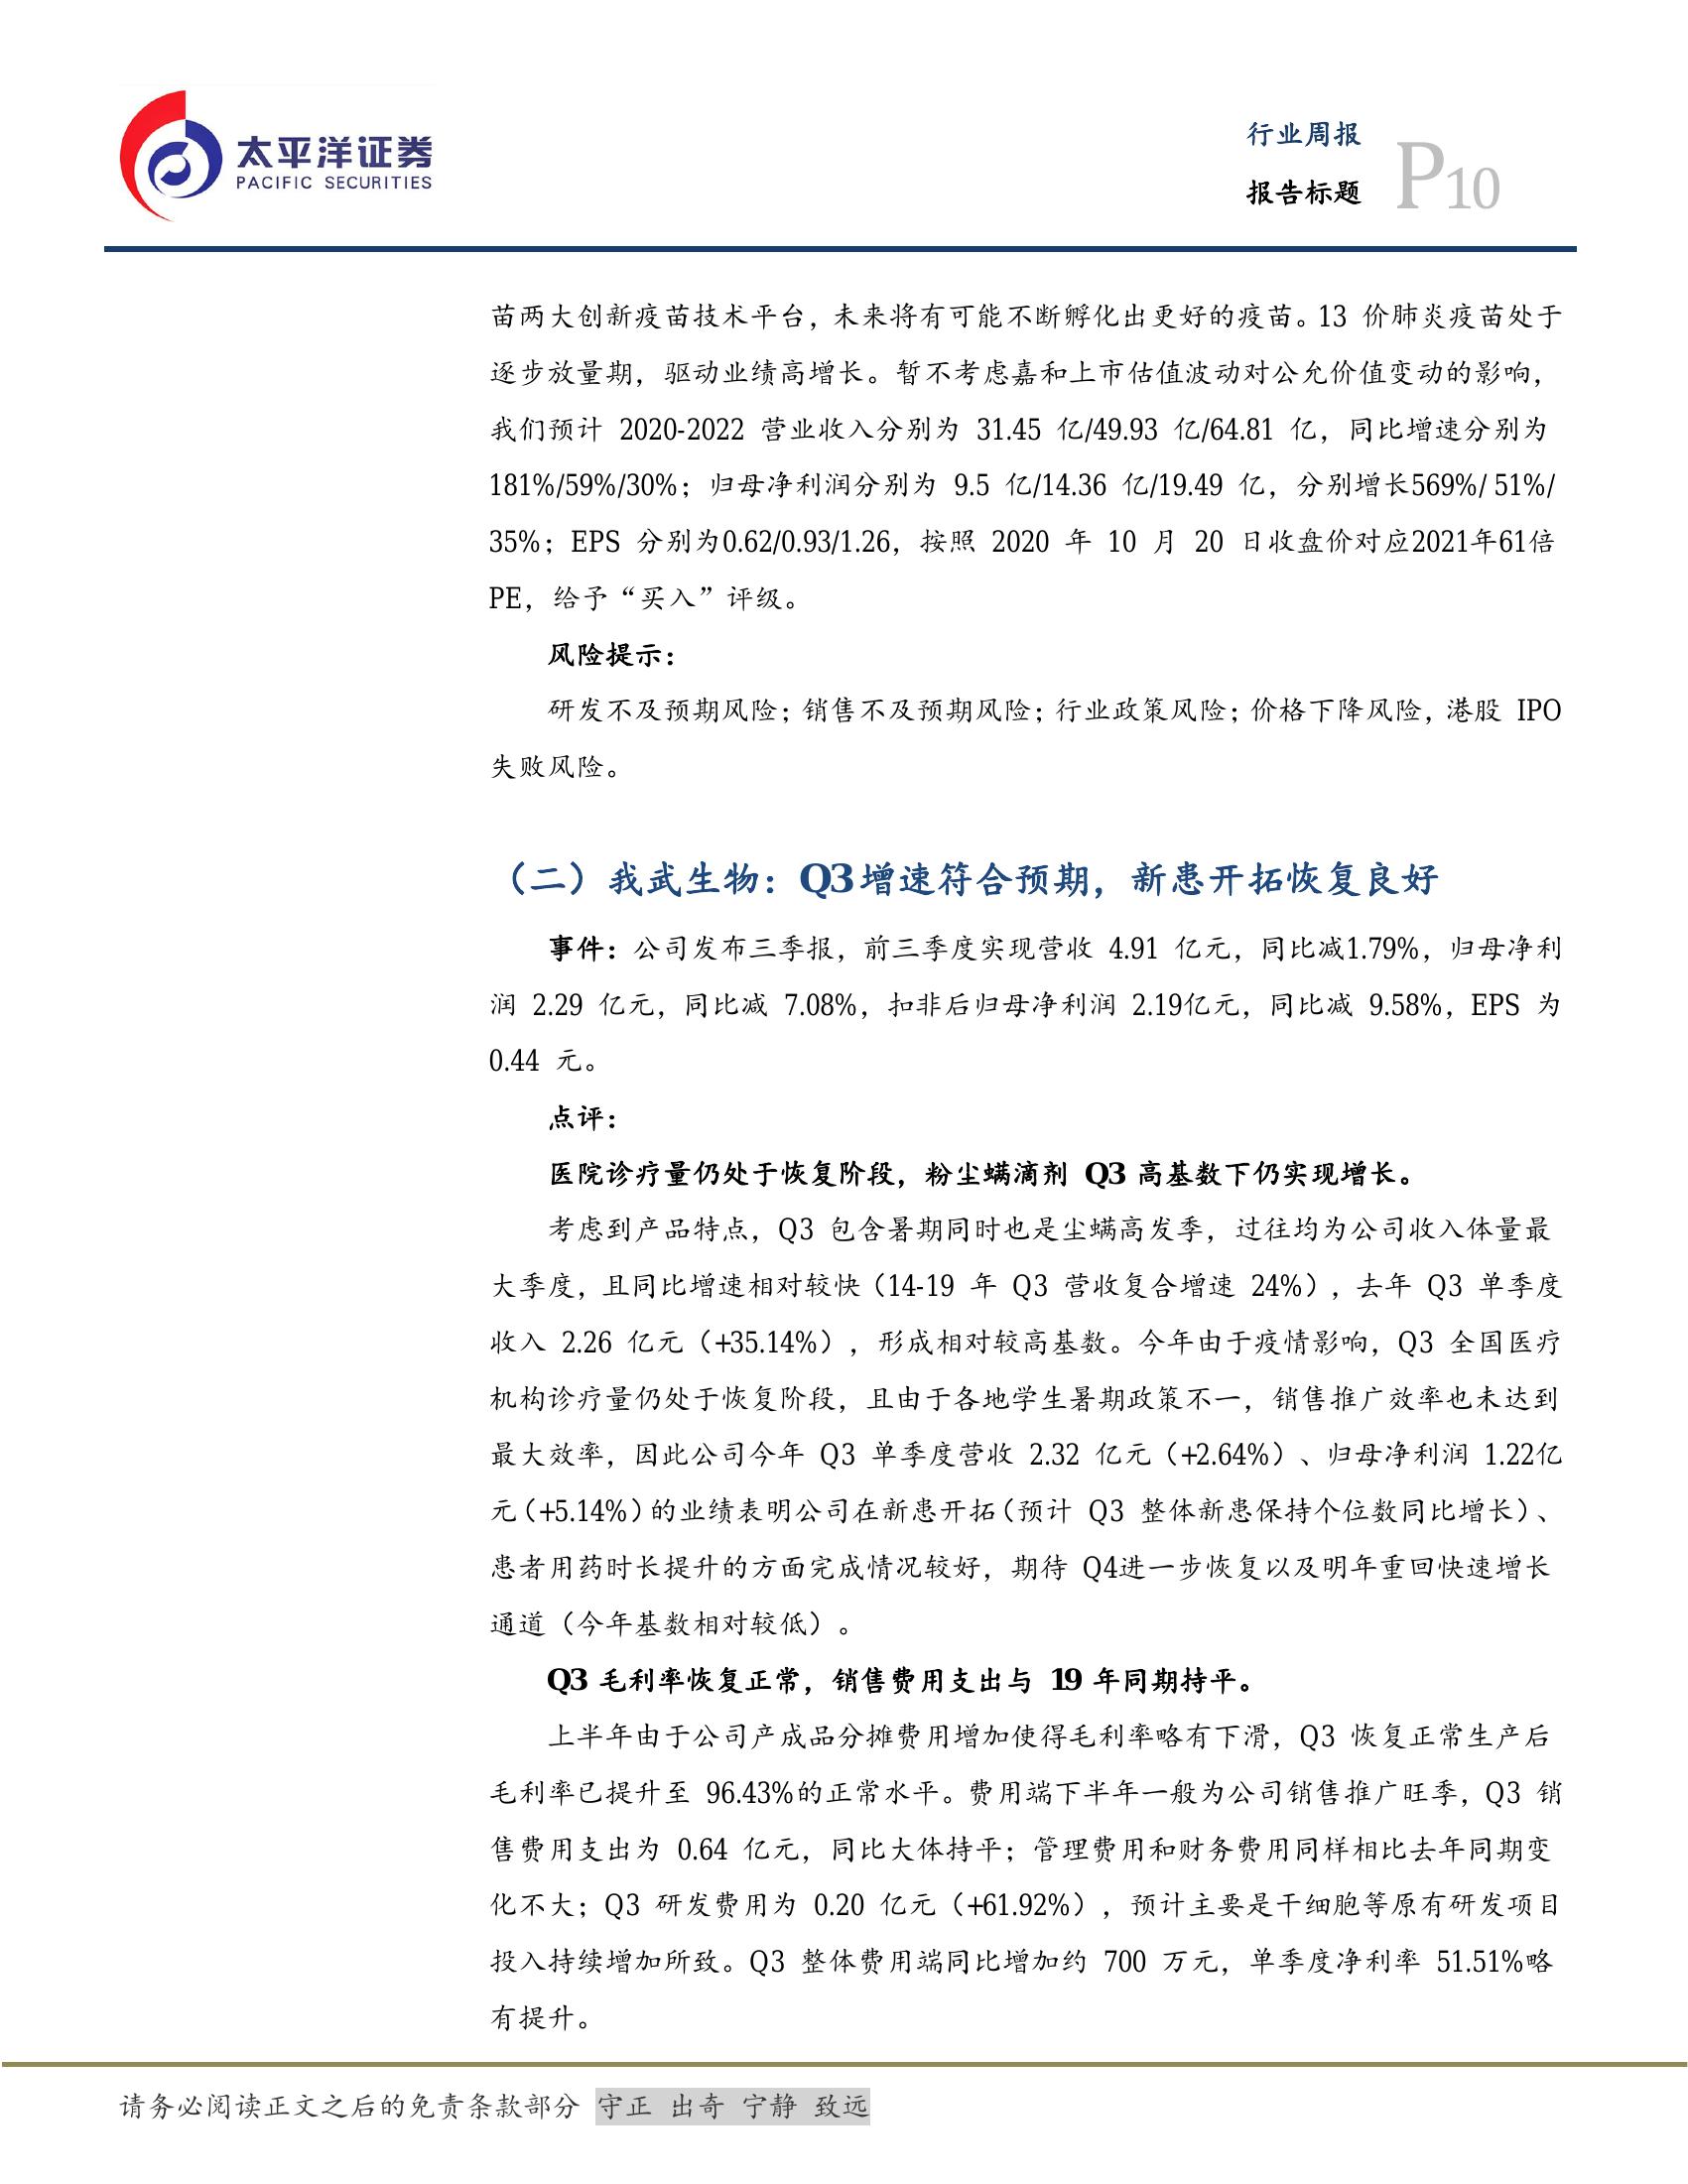 太平洋证券
PACIFIC SECURITIES
行业周报
报告标题
P10
苗两大创新疫苗技术平台，未来将有可能不断孵化出更好的疫苗。13 价肺炎疫苗处于
逐步放量期，驱动业绩高增长。暂不考虑嘉和上市估值波动对公允价值变动的影响，
我们预计 2020-2022 营业收入分别为 31.45 亿/49.93 亿/64.81 亿，同比增速分别为
181%/59%/30%；归母净利润分别为 9.5 亿/14.36 亿/19.49 亿，分别增长569%/ 51%/
35%；EPS 分别为0.62/0.93/1.26，按照 2020 年 10 月 20 日收盘价对应2021年61倍
PE，给予“买入”评级。
风险提示：
研发不及预期风险；销售不及预期风险；行业政策风险；价格下降风险，港股 IPO
失败风险。
（二）我武生物：Q3增速符合预期，新患开拓恢复良好
事件：公司发布三季报，前三季度实现营收 4.91 亿元，同比减1.79%，归母净利
润 2.29 亿元，同比减 7.08%，扣非后归母净利润 2.19亿元，同比减 9.58%，EPS 为
0.44 元。
点评：
医院诊疗量仍处于恢复阶段，粉尘螨滴剂 Q3 高基数下仍实现增长。
考虑到产品特点，Q3 包含暑期同时也是尘螨高发季，过往均为公司收入体量最
大季度，且同比增速相对较快（14-19 年 Q3 营收复合增速 24%），去年 Q3 单季度
收入 2.26 亿元（+35.14%），形成相对较高基数。今年由于疫情影响，Q3 全国医疗
机构诊疗量仍处于恢复阶段，且由于各地学生暑期政策不一，销售推广效率也未达到
最大效率，因此公司今年 Q3 单季度营收 2.32 亿元（+2.64%）、归母净利润 1.22亿
元（+5.14%）的业绩表明公司在新患开拓（预计 Q3 整体新患保持个位数同比增长）、
患者用药时长提升的方面完成情况较好，期待 Q4进一步恢复以及明年重回快速增长
通道（今年基数相对较低）。
Q3 毛利率恢复正常，销售费用支出与 19 年同期持平。
上半年由于公司产成品分摊费用增加使得毛利率略有下滑，Q3 恢复正常生产后
毛利率已提升至 96.43%的正常水平。费用端下半年一般为公司销售推广旺季，Q3 销
售费用支出为 0.64 亿元，同比大体持平；管理费用和财务费用同样相比去年同期变
化不大；Q3 研发费用为 0.20 亿元（+61.92%），预计主要是干细胞等原有研发项目
投入持续增加所致。Q3 整体费用端同比增加约 700 万元，单季度净利率 51.51%略
有提升。
请务必阅读正文之后的免责条款部分 守正 出奇 宁静 致远